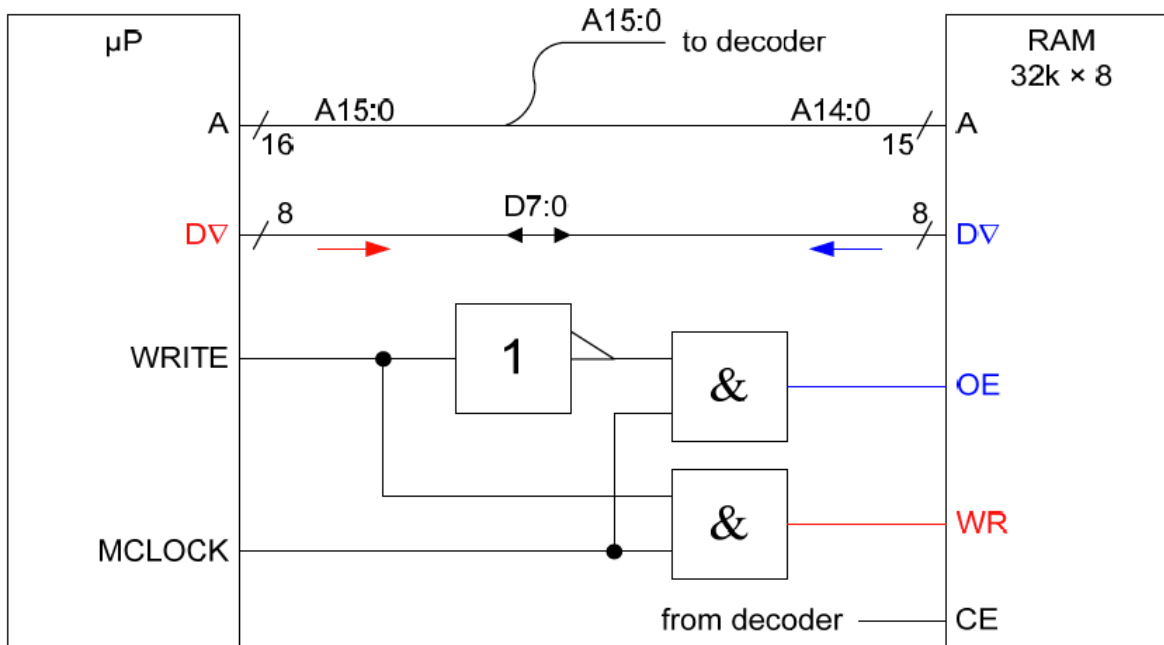 µP
A15:0
to decoder
RAM
32k × 8
A
16
A15:0
A14:0
15
A
D∇
8
D7:0
8
D∇
WRITE
1
&
OE
&
WR
MCLOCK
from decoder
CE